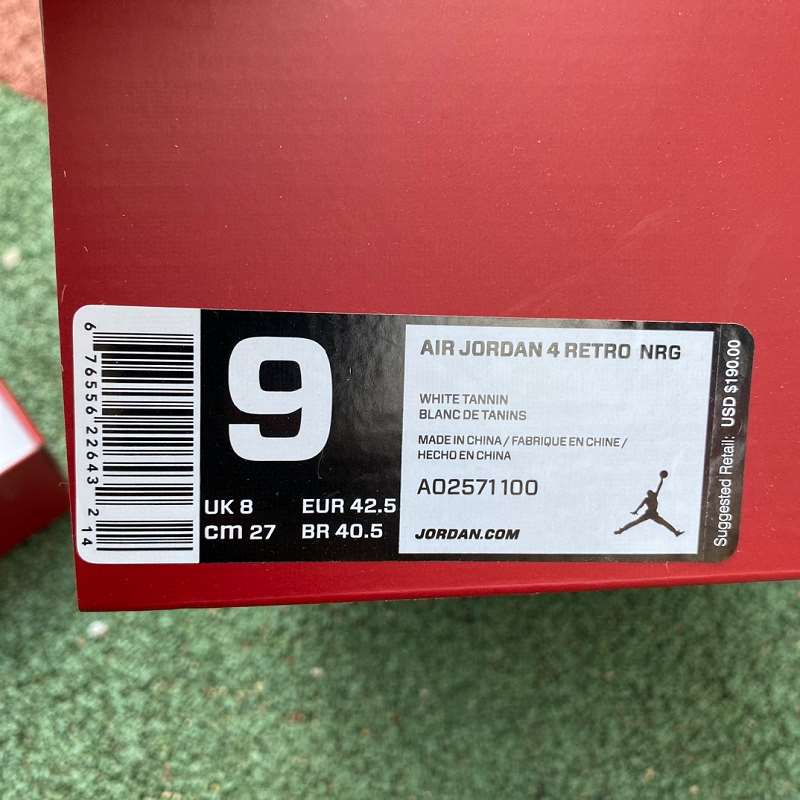 6 76556 22643 2 14
9
UK 8 EUR 42.5
cm 27 BR 40.5
AIR JORDAN 4 RETRO NRG
WHITE TANNIN
BLANC DE TANINS
MADE IN CHINA / FABRIQUE EN CHINE /
HECHO EN CHINA
AO2571100
JORDAN.COM
Suggested Retail: USD $190.00